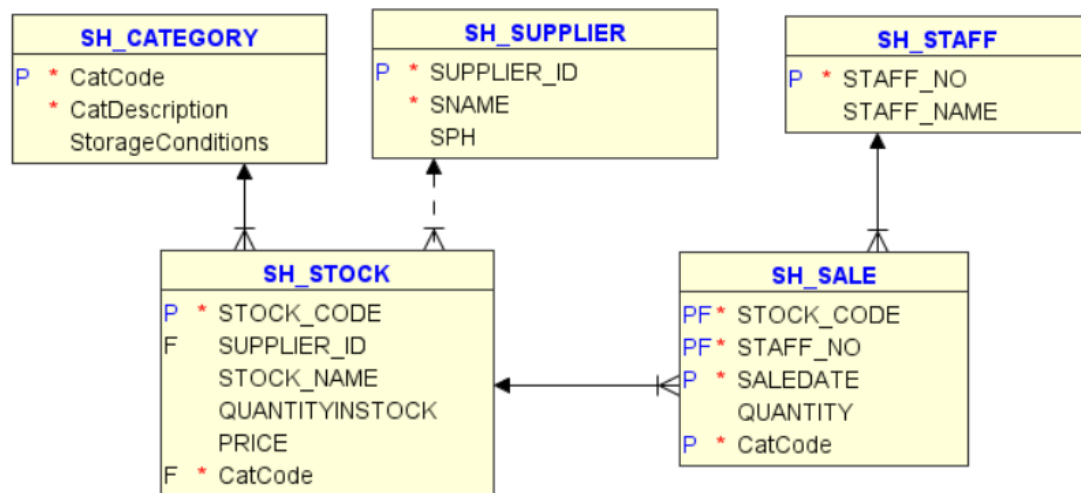 SH_CATEGORY
P * CatCode
* CatDescription
StorageConditions
SH_SUPPLIER
P * SUPPLIER_ID
* SNAME
SPH
SH_STAFF
P * STAFF_NO
STAFF_NAME
SH_STOCK
P * STOCK_CODE
F SUPPLIER_ID
STOCK_NAME
QUANTITYINSTOCK
PRICE
F * CatCode
SH_SALE
PF * STOCK_CODE
PF * STAFF_NO
P * SALEDATE
QUANTITY
P * CatCode